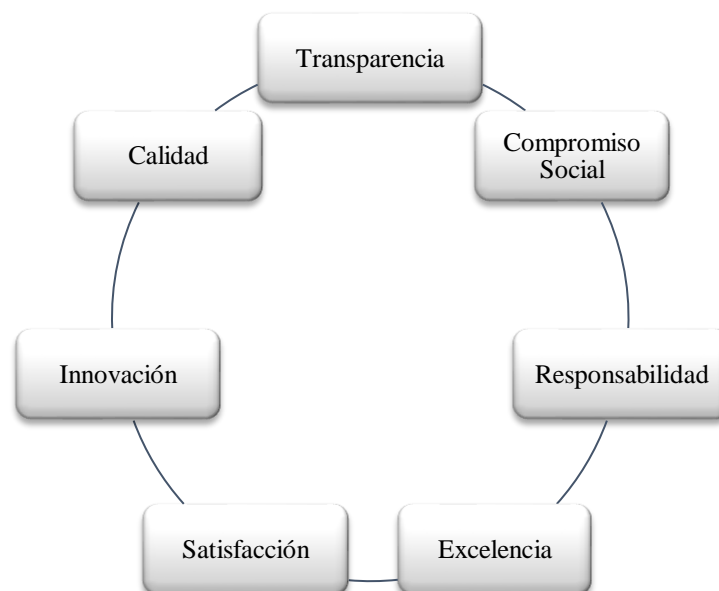 Transparencia
Compromiso
Social
Responsabilidad
Excelencia
Satisfacción
Innovación
Calidad